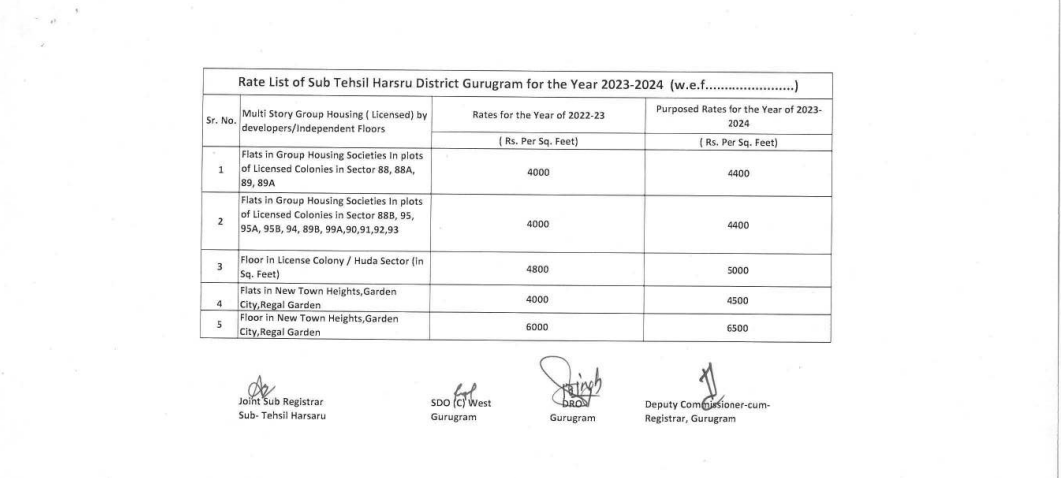 Rate List of Sub Tehsil Harsru District Gurugram for the Year 2023-2024 (w.e.f.......................)
Sr. No.
Multi Story Group Housing ( Licensed) by
developers/Independent Floors
Rates for the Year of 2022-23
Purposed Rates for the Year of 2023-
2024
( Rs. Per Sq. Feet)
( Rs. Per Sq. Feet)
1
Flats in Group Housing Societies In plots
of Licensed Colonies in Sector 88, 88A,
89, 89A
4000
4400
2
Flats in Group Housing Societies In plots
of Licensed Colonies in Sector 88B, 95,
95A, 95B, 94, 89B, 99A,90,91,92,93
4000
4400
3
Floor in License Colony / Huda Sector (in
Sq. Feet)
4800
5000
4
Flats in New Town Heights,Garden
City,Regal Garden
4000
4500
5
Floor in New Town Heights,Garden
City,Regal Garden
6000
6500
Joint Sub Registrar
Sub- Tehsil Harsaru
SDO (C) West
Gurugram
DRO
Gurugram
Deputy Commissioner-cum-
Registrar, Gurugram